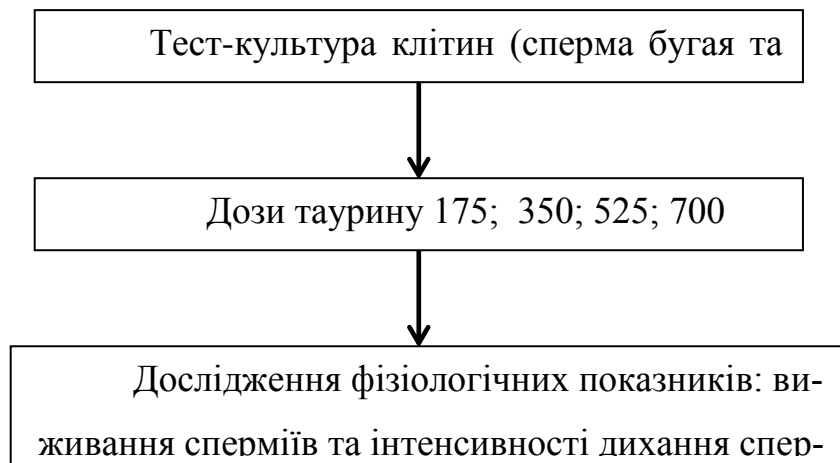 Тест-культура клітин (сперма бугая та
Дози таурину 175; 350; 525; 700
Дослідження фізіологічних показників: ви-
живання сперміїв та інтенсивності дихання спер-